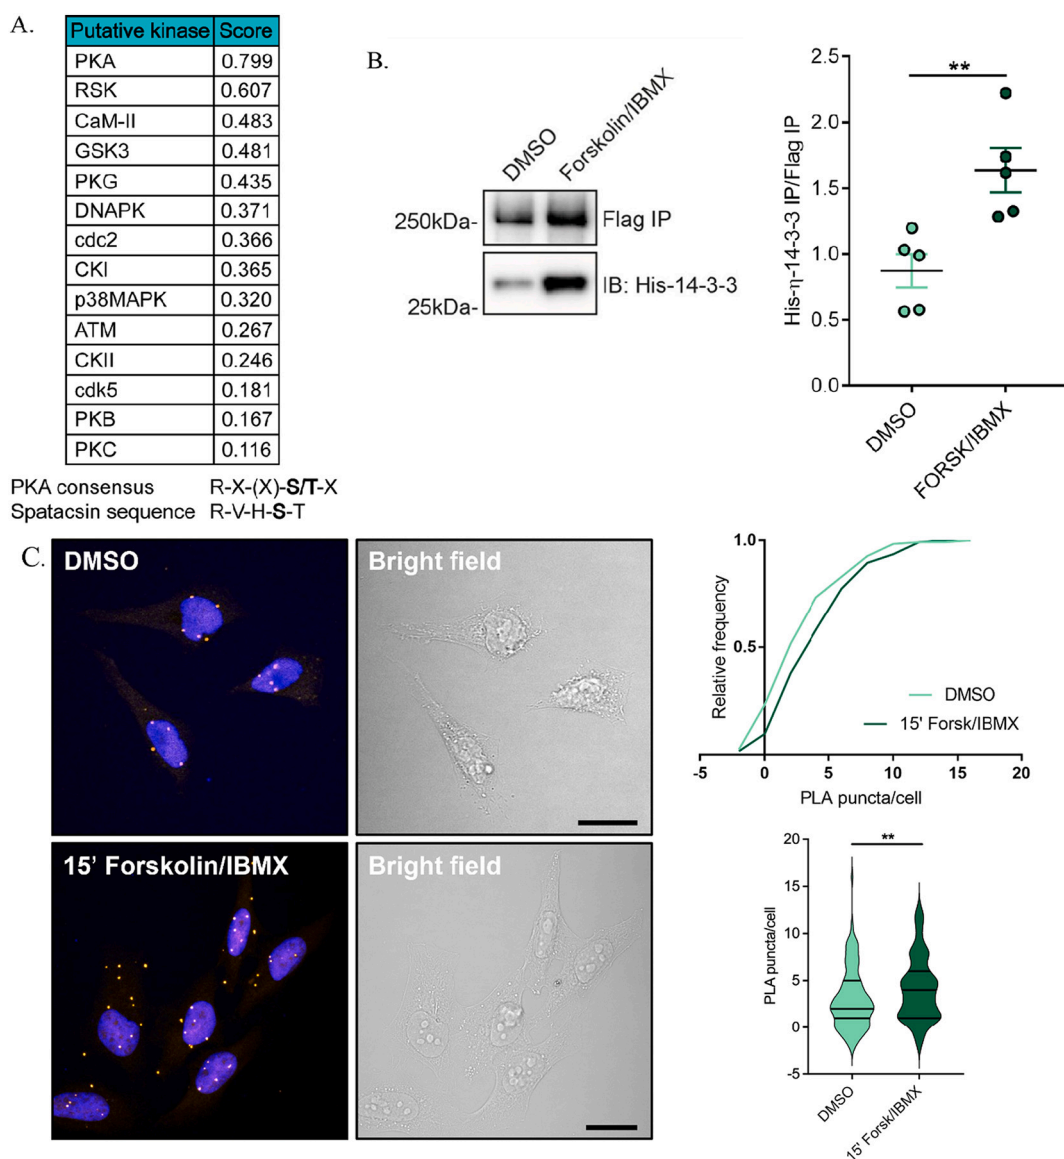 A.
Putative kinase Score
PKA 0.799
RSK 0.607
CaM-II 0.483
GSK3 0.481
PKG 0.435
DNAPK 0.371
cdc2 0.366
CKI 0.365
p38MAPK 0.320
ATM 0.267
CKII 0.246
cdk5 0.181
PKB 0.167
PKC 0.116
PKA consensus R-X-(X)-S/T-X
Spatacsin sequence R-V-H-S-T
B.
DMSO
Forskolin/IBMX
250kDa-
Flag IP
25kDa-
IB: His-14-3-3
His-η-14-3-3 IP/Flag IP
2.5
2.0
1.5
1.0
0.5
0.0
**
DMSO
FORSK/IBMX
C.
DMSO
Bright field
15’ Forskolin/IBMX
Bright field
Relative frequency
1.0
0.5
DMSO
15' Forsk/IBMX
-5 0 5 10 15 20
PLA puncta/cell
PLA puncta/cell
20
15
10
5
0
-5
**
DMSO
15' Forsk/IBMX